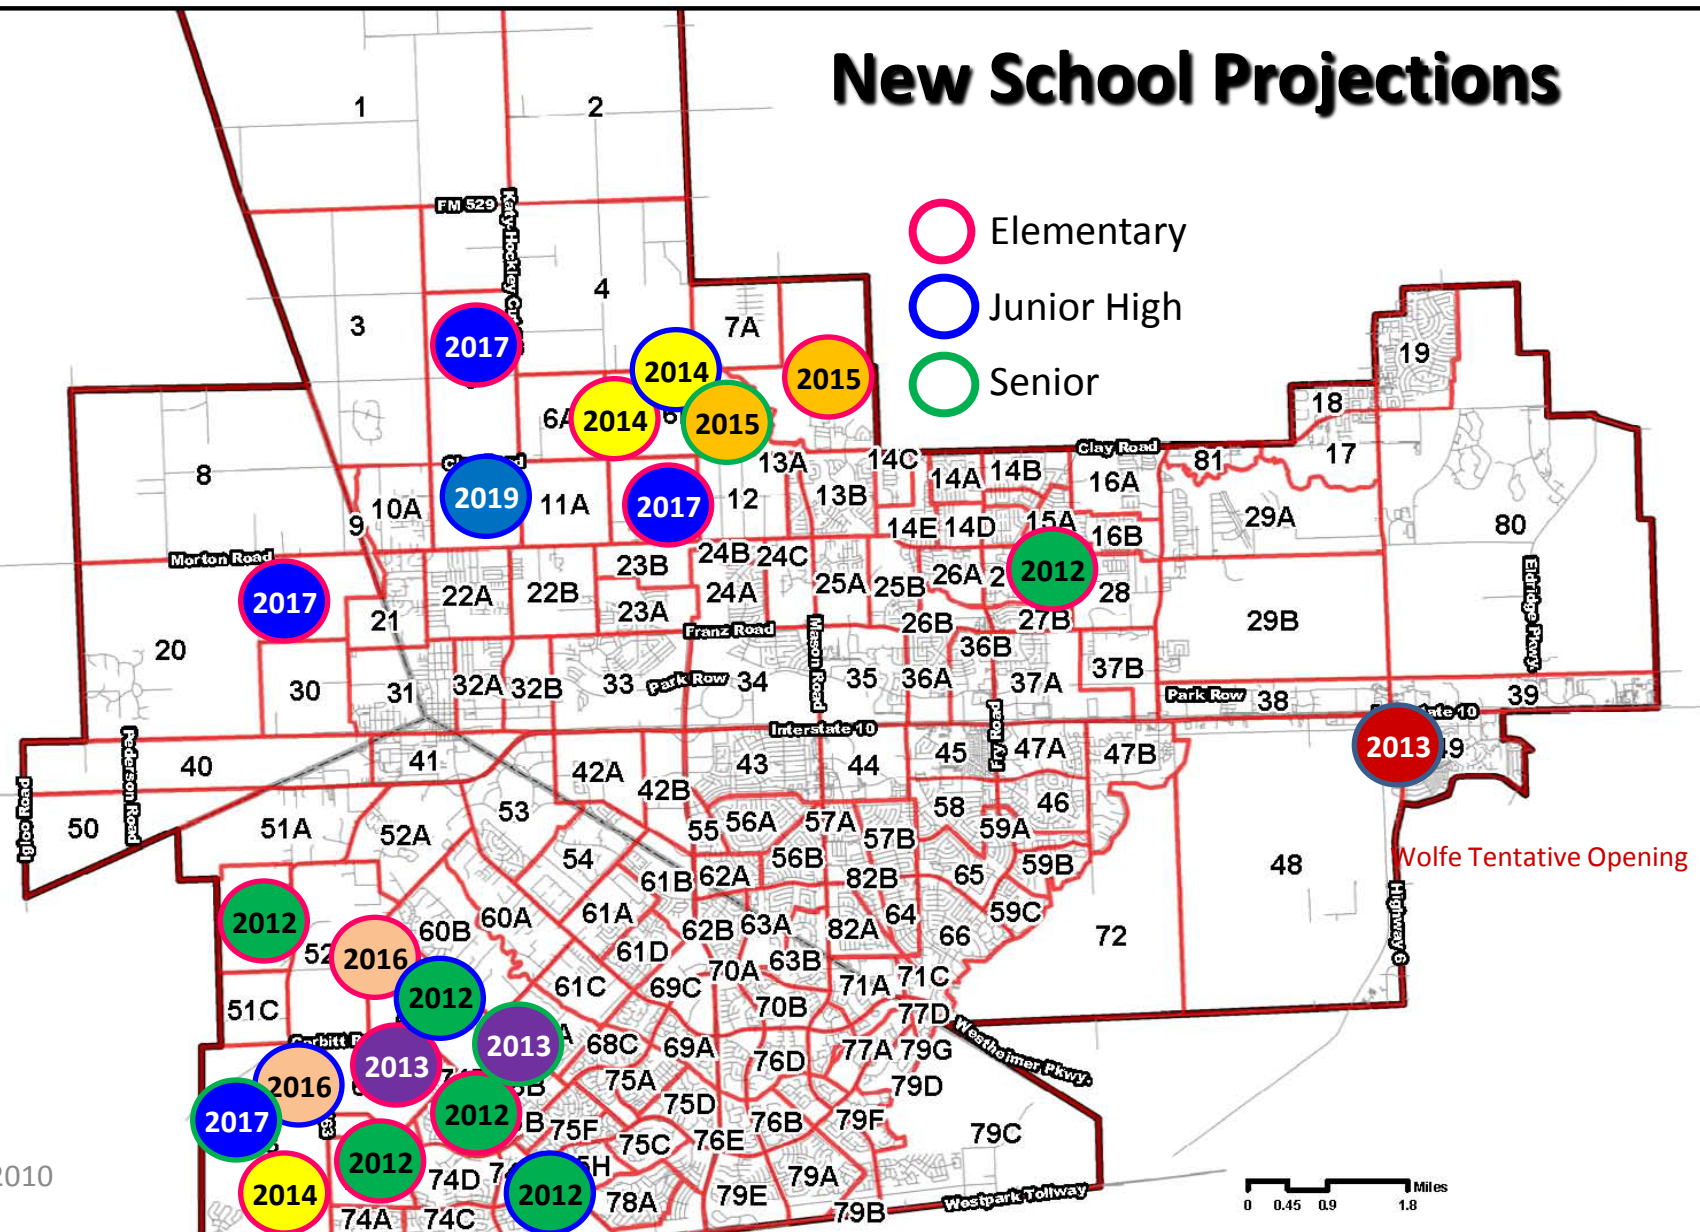 New School Projections
1
2
FM 529
Elementary
Junior High
Senior
3
4
7A
2017
2014
2015
19
6A
2014
2015
18
Clay Road
8
13A
14C
14A
14B
16A
81
17
10A
9
2019
11A
2017
12
13B
14E
14D
15A
16B
29A
80
Morton Road
23B
24B
24C
2017
22A
22B
23A
24A
25A
25B
26A
2012
28
Eldridge Pkwy.
21
Franz Road
Mason Road
26B
27B
29B
20
36B
30
31
32A
32B
33
Park Row
34
35
36A
37A
37B
Park Row
38
39
Pederson Road
Interstate 10
Fry Road
40
41
42A
42B
43
44
45
47A
47B
2013
49
Igloo Road
50
51A
52A
53
54
55
56A
57A
57B
58
59A
46
Wolfe Tentative Opening
56B
61B
62A
82B
65
59B
48
Highway 6
2012
60B
60A
61A
62B
63A
82A
64
59C
66
72
2016
61D
63B
70A
71C
2012
61C
69C
71A
51C
70B
77D
Westheimer Pkwy.
2013
68C
69A
77A
79G
2013
76D
2016
75A
79D
2017
2012
75D
76B
79F
75F
75C
76E
79C
2012
2010
2014
74D
2012
78A
79E
79A
Westpark Tollway
Miles
0 0.45 0.9 1.8
74A
74C
79B